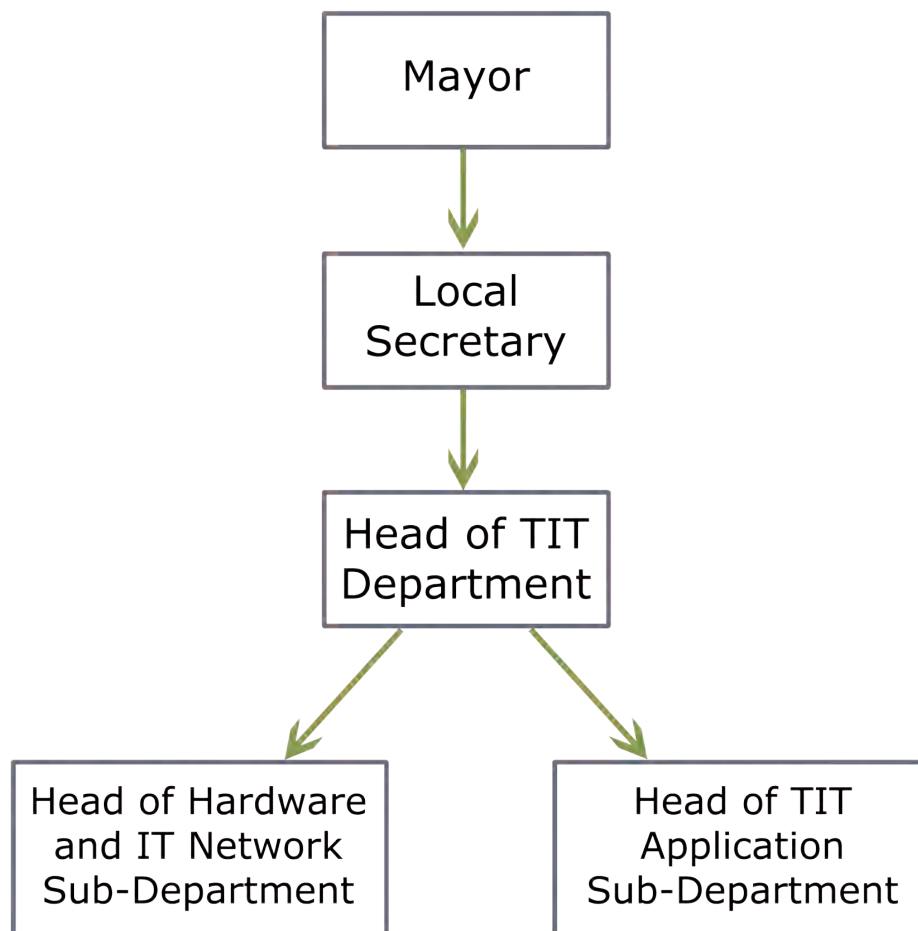 Mayor
Local
Secretary
Head of TIT
Department
Head of Hardware
and IT Network
Sub-Department
Head of TIT
Application
Sub-Department